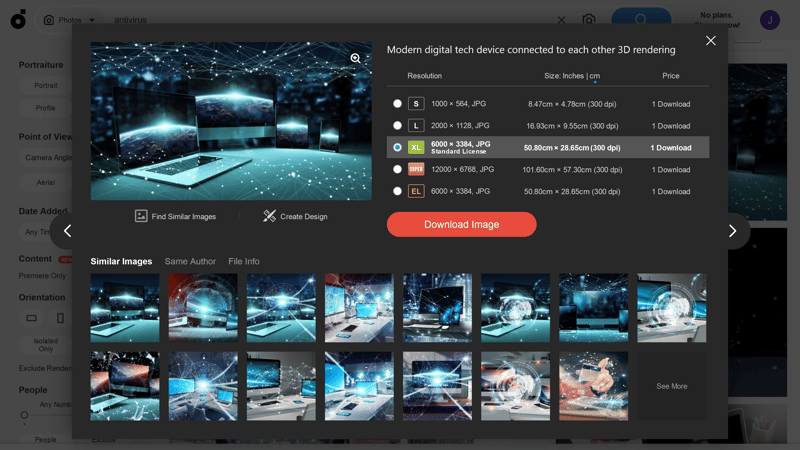 Photos
antivirus
No plans.
J
Modern digital tech device connected to each other 3D rendering
Resolution
Size: Inches | cm
Price
S
1000 × 564, JPG
8.47cm × 4.78cm (300 dpi)
1 Download
L
2000 × 1128, JPG
16.93cm × 9.55cm (300 dpi)
1 Download
XL
6000 × 3384, JPG
Standard License
50.80cm × 28.65cm (300 dpi)
1 Download
SUPER
12000 × 6768, JPG
101.60cm × 57.30cm (300 dpi)
1 Download
EL
6000 × 3384, JPG
50.80cm × 28.65cm (300 dpi)
1 Download
Download Image
Find Similar Images
Create Design
Similar Images
Same Author
File Info
See More
Portraiture
Portrait
Profile
Point of View
Camera Angle
Aerial
Date Added
Any Tim
Content
Premiere Only
Orientation
Isolated
Only
Exclude Render
People
Any Numb
People
Exclude